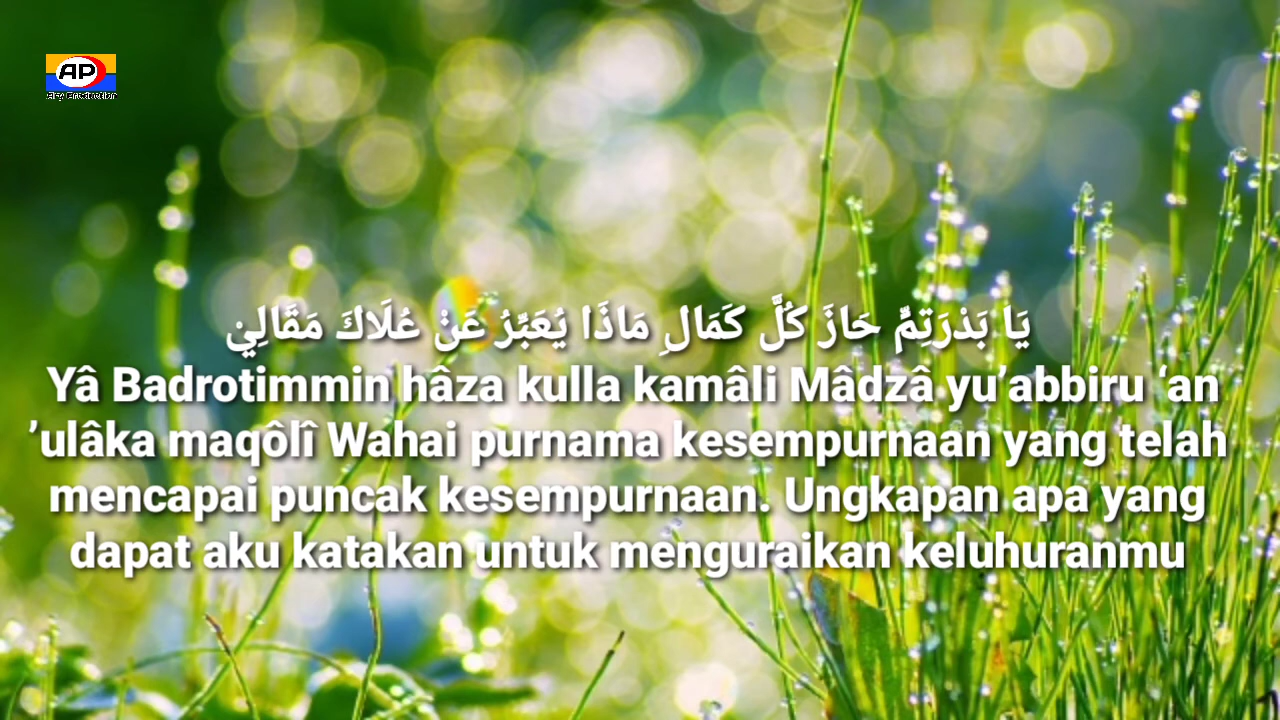 AP
يَا بَدْرَتِمٍّ حَازَ كُلَّ كَمَالِ مَاذَا يُعَبِّرُ عَنْ عُلَاكَ مَقَالِيْ
Yâ Badrotimmin hâza kulla kamâli Mâdzâ yu’abbiru ‘an
’ulâka maqôlî Wahai purnama kesempurnaan yang telah
mencapai puncak kesempurnaan. Ungkapan apa yang
dapat aku katakan untuk menguraikan keluhuranmu